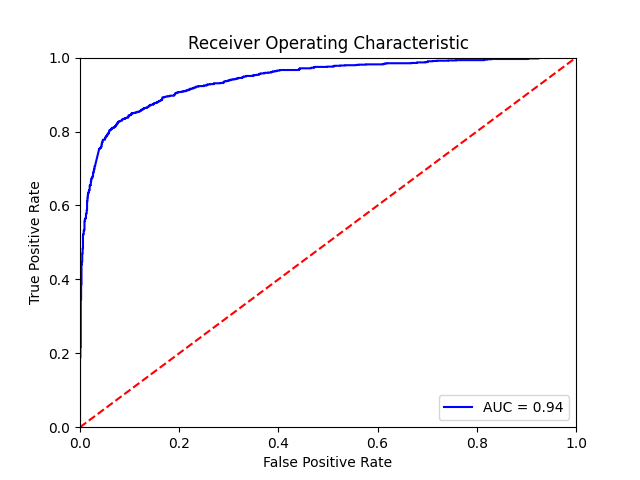 Receiver Operating Characteristic
1.0
0.8
0.6
0.4
0.2
0.0
True Positive Rate
AUC = 0.94
0.0 0.2 0.4 0.6 0.8 1.0
False Positive Rate